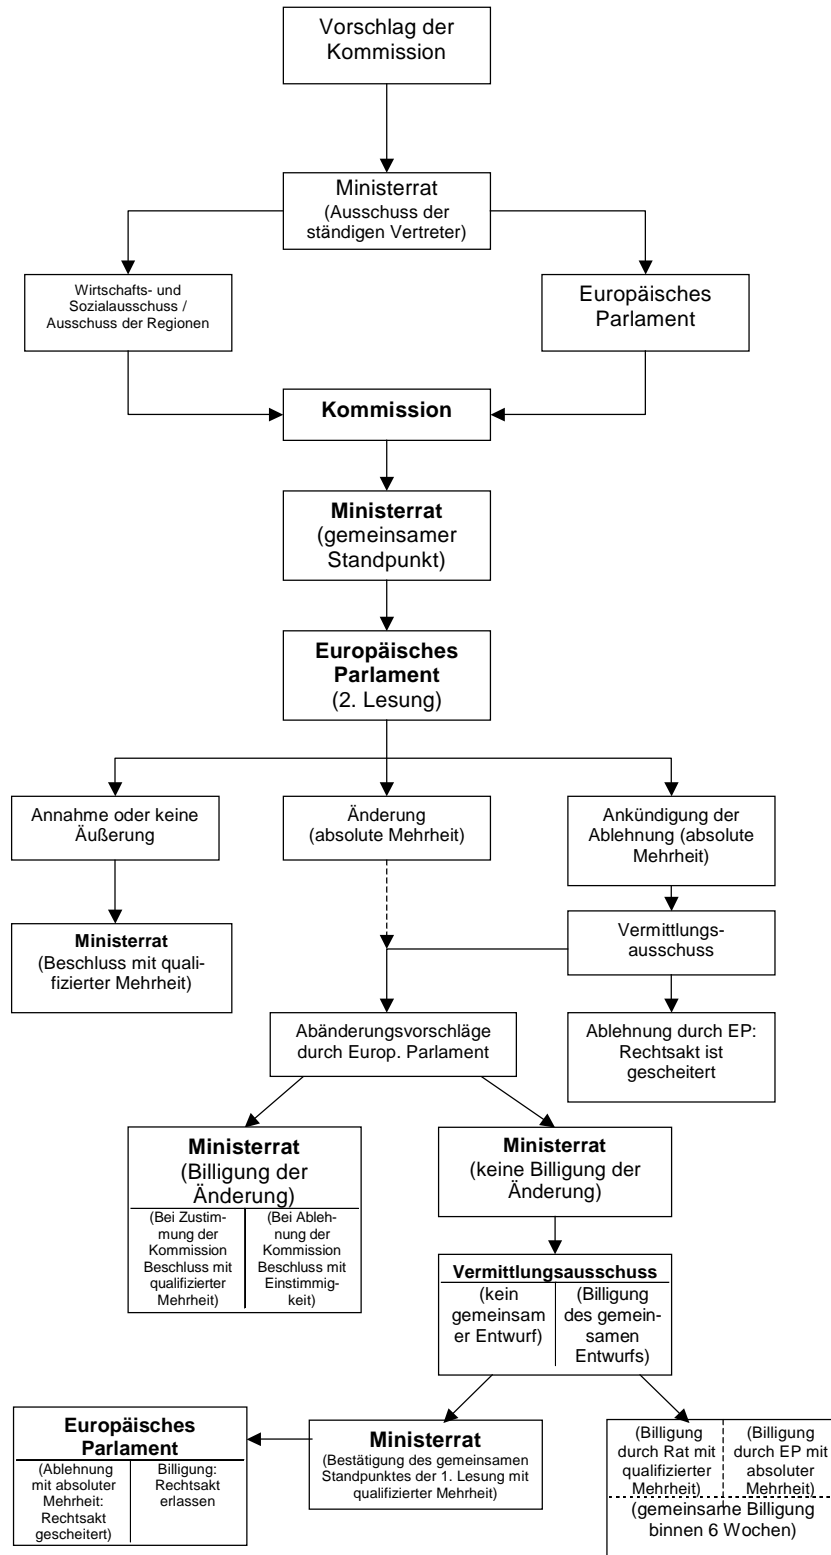 Vorschlag der
Kommission
Ministerrat
(Ausschuss der
ständigen Vertreter)
Wirtschafts- und
Sozialausschuss /
Ausschuss der Regionen
Europäisches
Parlament
Kommission
Ministerrat
(gemeinsamer
Standpunkt)
Europäisches
Parlament
(2. Lesung)
Annahme oder keine
Äußerung
Änderung
(absolute Mehrheit)
Ankündigung der
Ablehnung (absolute
Mehrheit)
Ministerrat
(Beschluss mit quali-
fizierter Mehrheit)
Vermittlungs-
ausschuss
Abänderungsvorschläge
durch Europ. Parlament
Ablehnung durch EP:
Rechtsakt ist
gescheitert
Ministerrat
(Billigung der
Änderung)
(Bei Zustim-
mung der
Kommission
Beschluss mit
qualifizierter
Mehrheit)
(Bei Ableh-
nung der
Kommission
Beschluss mit
Einstimmig-
keit)
Ministerrat
(keine Billigung der
Änderung)
Vermittlungsausschuss
(kein
gemeinsam
er Entwurf)
(Billigung
des gemein-
samen
Entwurfs)
Europäisches
Parlament
(Ablehnung
mit absoluter
Mehrheit:
Rechtsakt
gescheitert)
Billigung:
Rechtsakt
erlassen
Ministerrat
(Bestätigung des gemeinsamen
Standpunktes der 1. Lesung mit
qualifizierter Mehrheit)
(Billigung
durch Rat mit
qualifizierter
Mehrheit)
(Billigung
durch EP mit
absoluter
Mehrheit)
(gemeinsame Billigung
binnen 6 Wochen)